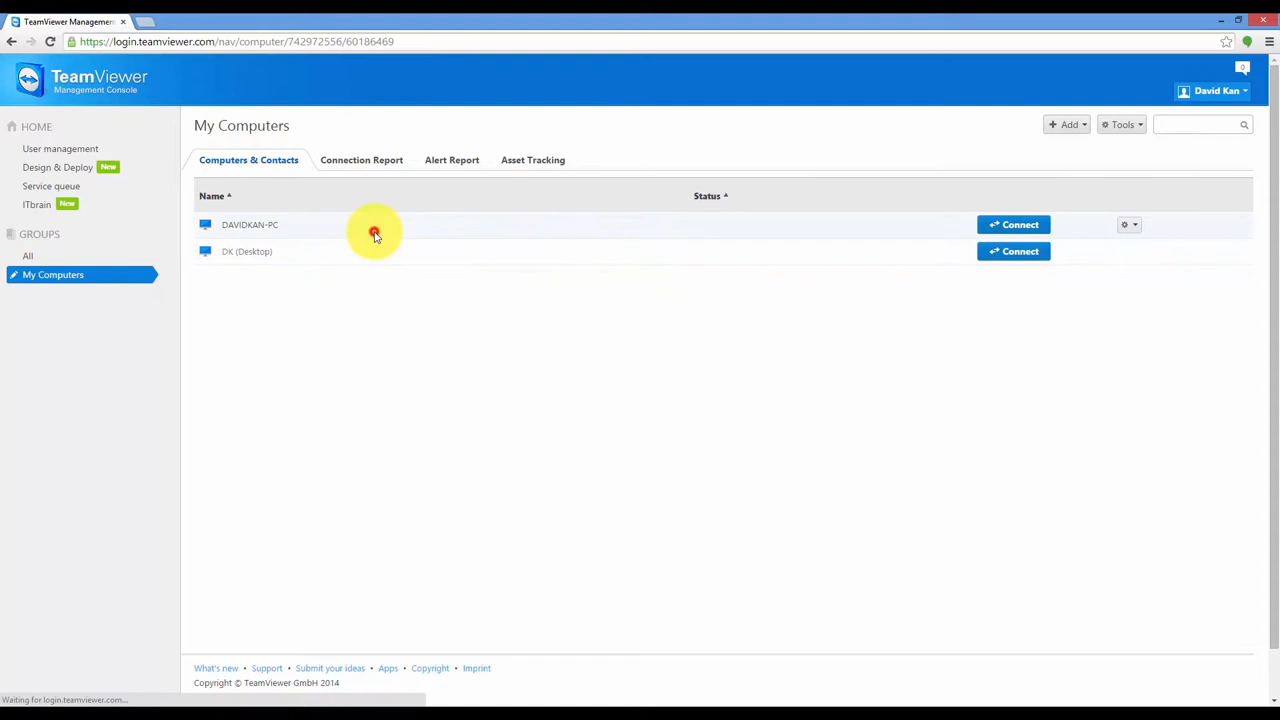 TeamViewer Management
https://login.teamviewer.com/nav/computer/742972556/60186469
TeamViewer
Management Console
0
David Kan
HOME
User management
Design & Deploy New
Service queue
ITbrain New
GROUPS
All
My Computers
My Computers
Add
Tools
Computers & Contacts Connection Report Alert Report Asset Tracking
Name Status
DAVIDKAN-PC Connect
DK (Desktop) Connect
What's new • Support • Submit your ideas • Apps • Copyright • Imprint
Copyright © TeamViewer GmbH 2014
Waiting for login.teamviewer.com...